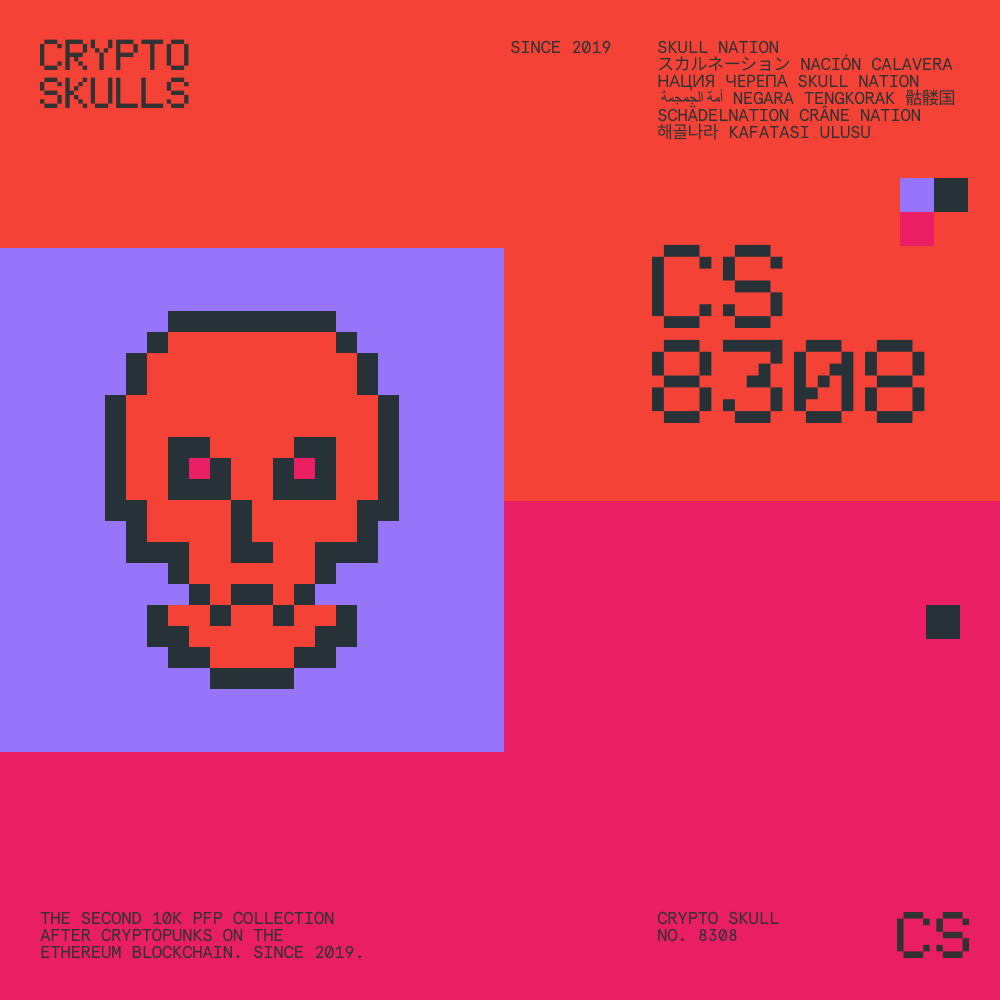 CRYPTO
SKULLS
SINCE 2019
SKULL NATION
スカルネーション NACIÓN CALAVERA
НАЦИЯ ЧЕРЕПА SKULL NATION
أمة الجمجمة NEGARA TENGKORAK 骷髅国
SCHÄDELNATION CRÂNE NATION
해골나라 KAFATASI ULUSU
CS
8308
THE SECOND 10K PFP COLLECTION
AFTER CRYPTOPUNKS ON THE
ETHEREUM BLOCKCHAIN. SINCE 2019.
CRYPTO SKULL
NO. 8308
CS